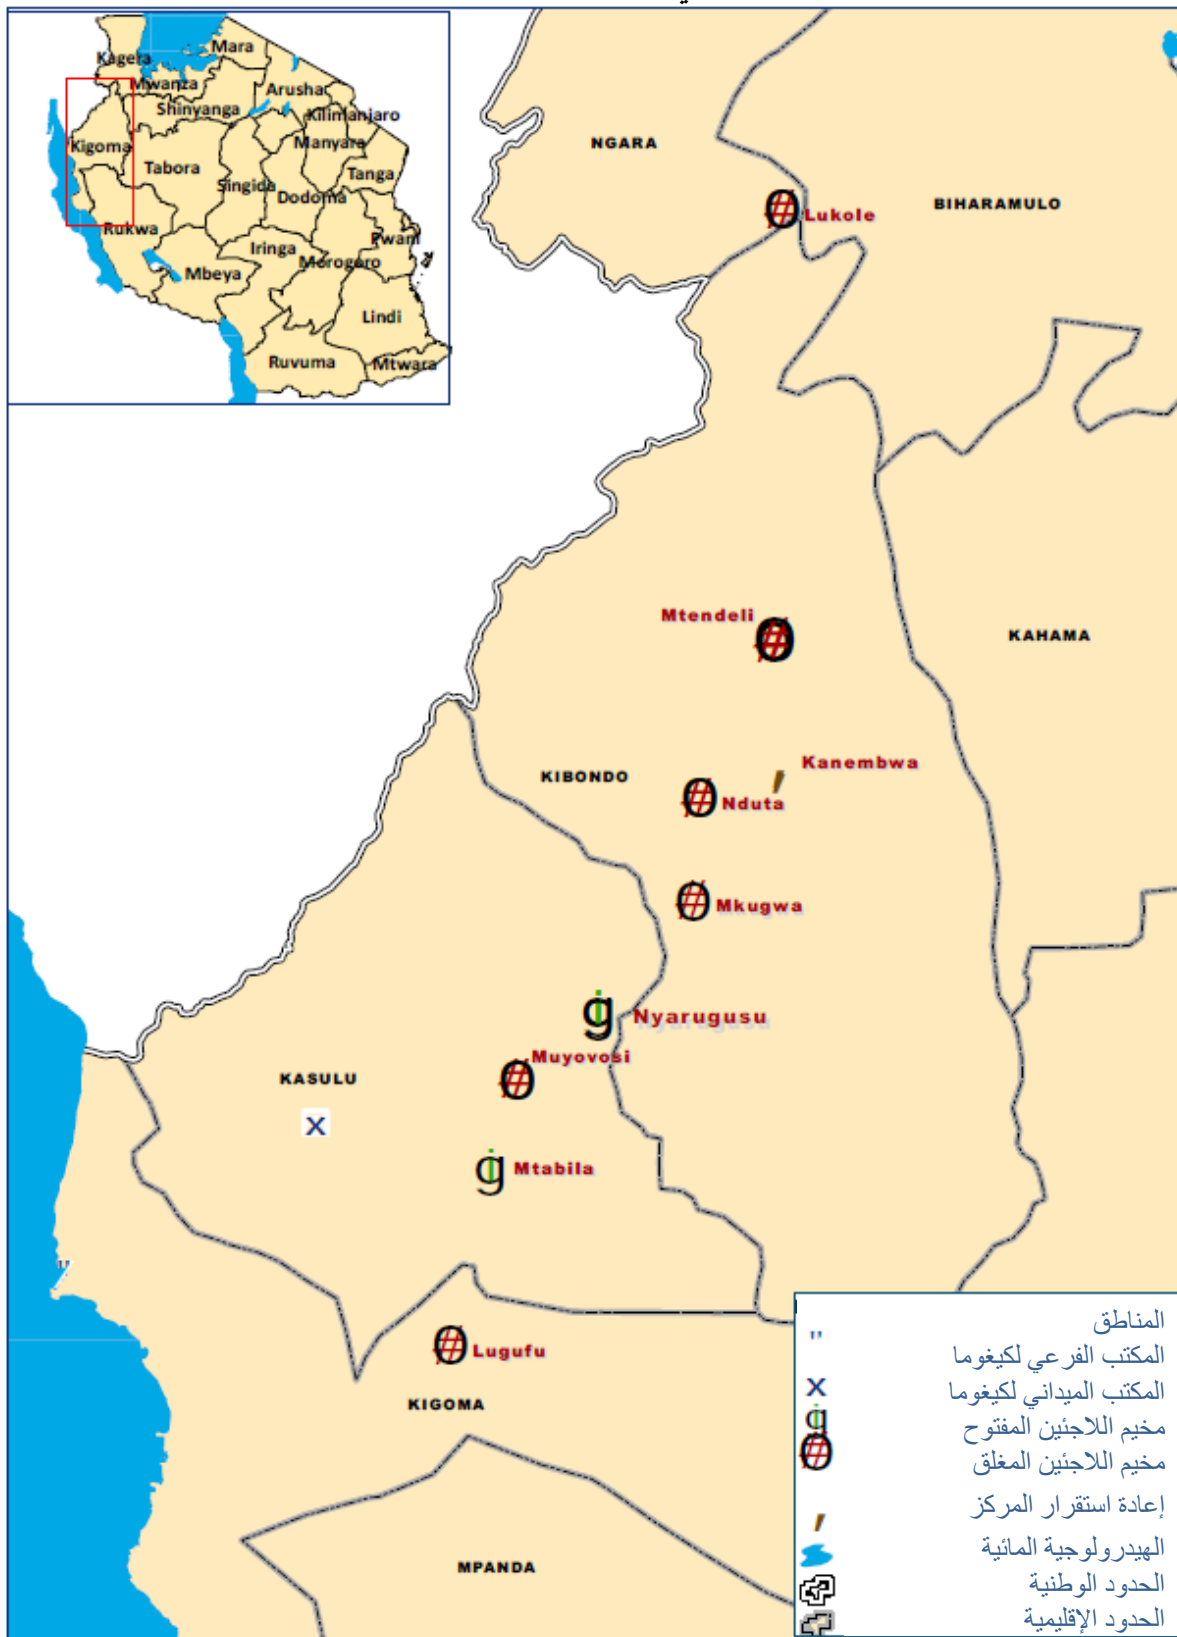 Kagera
Mara
Mwanza
Arusha
Shinyanga
Kilimanjaro
Kigoma
Manyara
Tabora
Tanga
Singida
Dodoma
Rukwa
Pwani
Iringa
Morogoro
Mbeya
Lindi
Ruvuma
Mtwara
NGARA
BIHARAMULO
Lukole
Mtendeli
KAHAMA
Kanembwa
KIBONDO
Nduta
Mkugwa
Nyarugusu
Muyovosi
KASULU
x
Mtabila
Lugufu
KIGOMA
MPANDA
المناطق
المكتب الفرعي لكيغوما
المكتب الميداني لكيغوما
مخيم اللاجئين المفتوح
مخيم اللاجئين المغلق
إعادة استقرار المركز
الهيدرولوجية المائية
الحدود الوطنية
الحدود الإقليمية